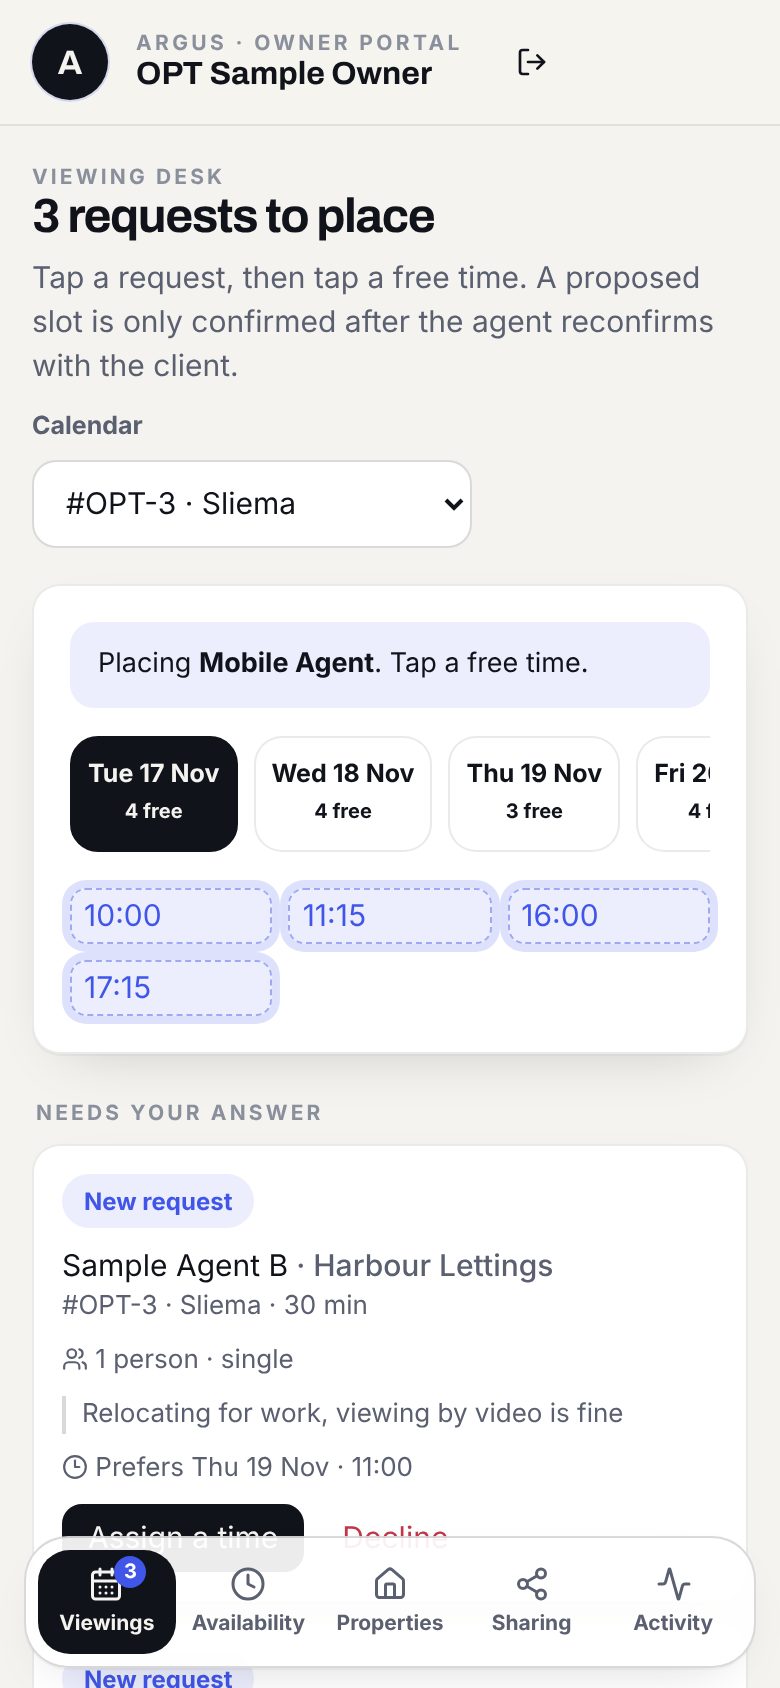 A
ARGUS · OWNER PORTAL
OPT Sample Owner
VIEWING DESK
3 requests to place
Tap a request, then tap a free time. A proposed
slot is only confirmed after the agent reconfirms
with the client.
Calendar
#OPT-3 · Sliema
Placing Mobile Agent. Tap a free time.
Tue 17 Nov
4 free
Wed 18 Nov
4 free
Thu 19 Nov
3 free
Fri
4
10:00
11:15
16:00
17:15
NEEDS YOUR ANSWER
New request
Sample Agent B · Harbour Lettings
#OPT-3 · Sliema · 30 min
1 person · single
Relocating for work, viewing by video is fine
Prefers Thu 19 Nov · 11:00
Assign a time
Decline
3
Viewings
Availability
Properties
Sharing
Activity
New request